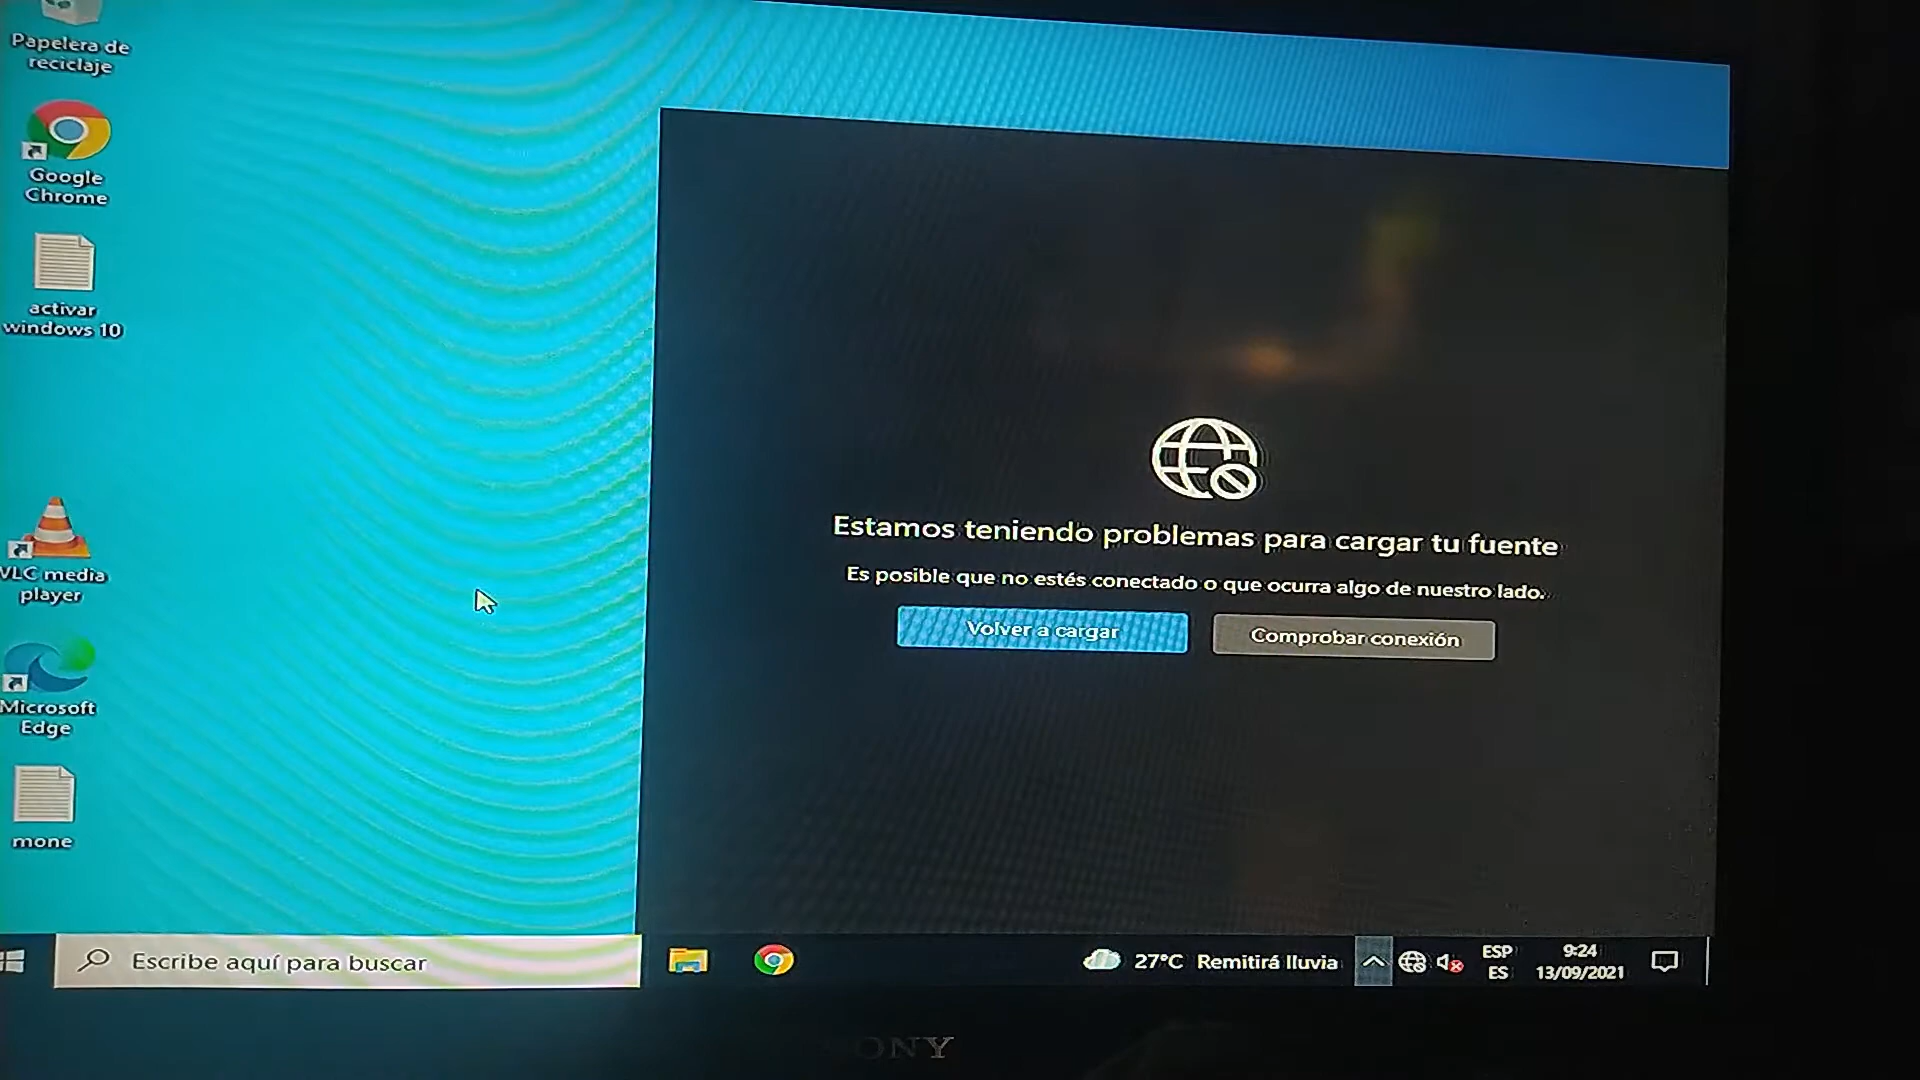 Papelera de
reciclaje
Google
Chrome
activar
windows 10
VLC media
player
Microsoft
Edge
mone
Estamos teniendo problemas para cargar tu fuente
Es posible que no estés conectado o que ocurra algo de nuestro lado.
Volver a cargar
Comprobar conexión
Escribe aquí para buscar
27°C Remitirá lluvia
ESP
ES
9:24
13/09/2021
SONY